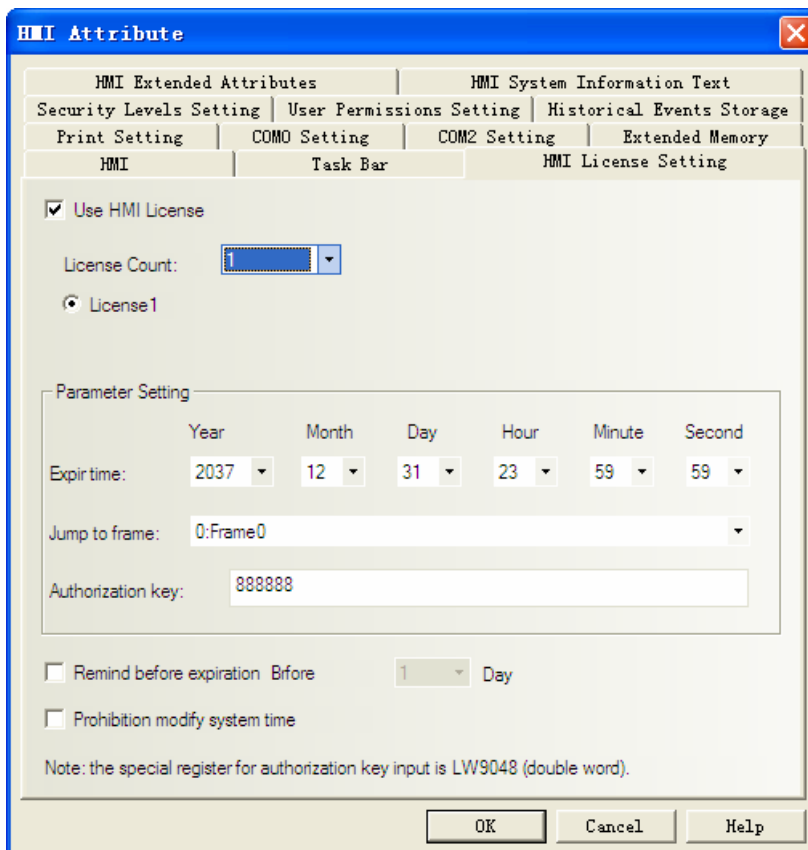 HMI Attribute
HMI Extended Attributes HMI System Information Text
Security Levels Setting User Permissions Setting Historical Events Storage
Print Setting COM0 Setting COM2 Setting Extended Memory
HMI Task Bar HMI License Setting
Use HMI License
License Count: 1
License1
Parameter Setting
Year Month Day Hour Minute Second
Expir time: 2037 12 31 23 59 59
Jump to frame: 0:Frame0
Authorization key: 888888
Remind before expiration Brfore 1 Day
Prohibition modify system time
Note: the special register for authorization key input is LW9048 (double word).
OK Cancel Help